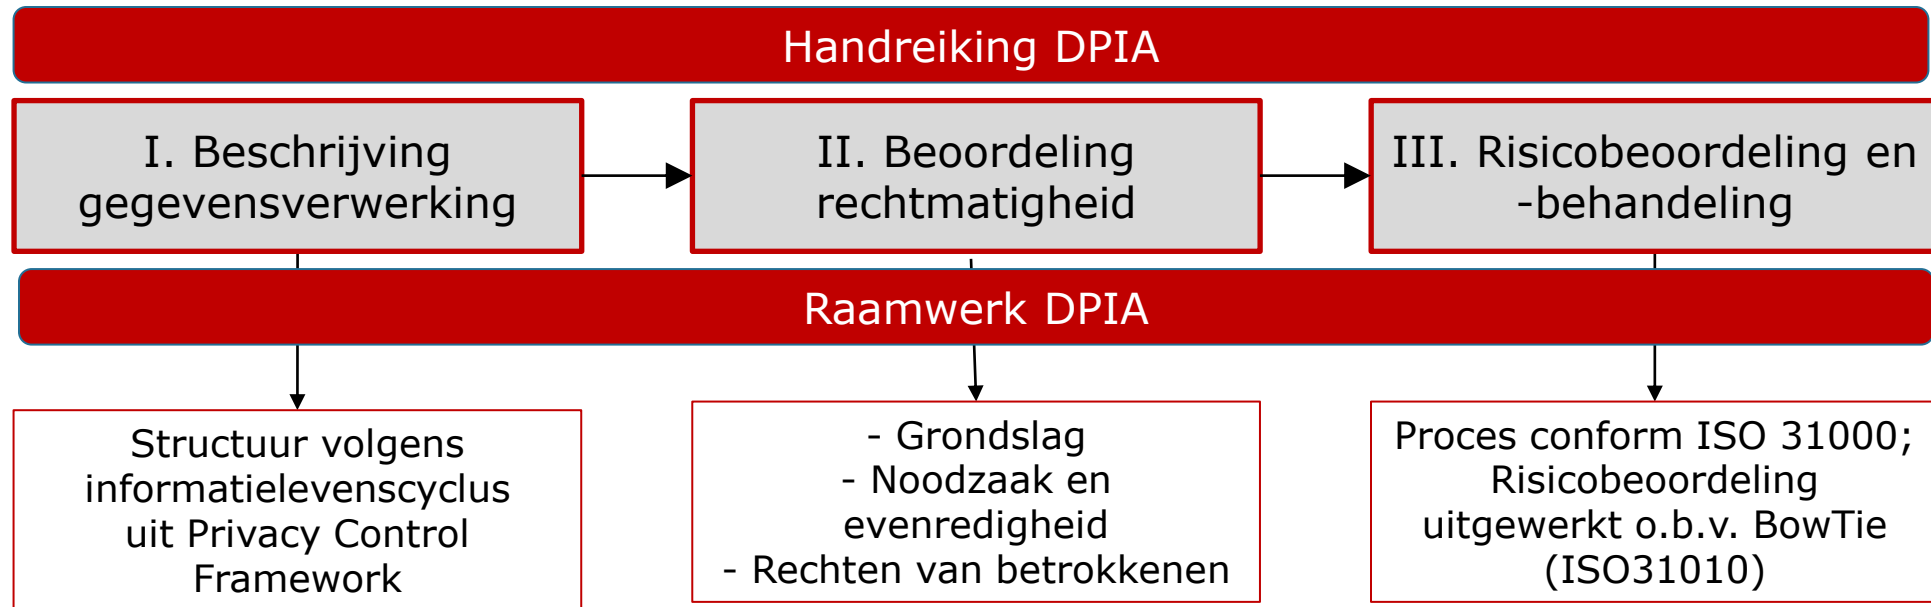 Handreiking DPIA
I. Beschrijving
gegevensverwerking
II. Beoordeling
rechtmatigheid
III. Risicobeoordeling en
-behandeling
Raamwerk DPIA
Structuur volgens
informatielevenscyclus
uit Privacy Control
Framework
- Grondslag
- Noodzaak en
evenredigheid
- Rechten van betrokkenen
Proces conform ISO 31000;
Risicobeoordeling
uitgewerkt o.b.v. BowTie
(ISO31010)